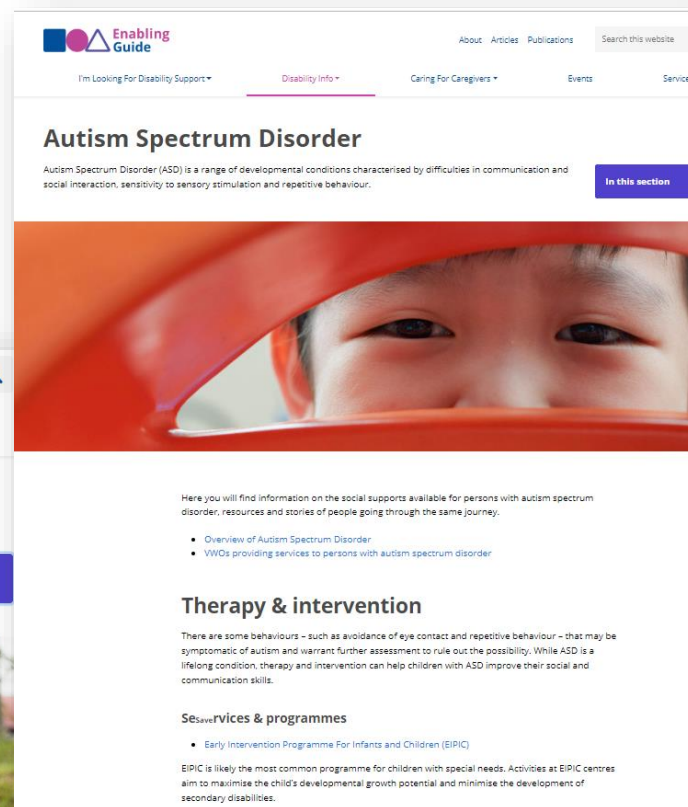 Enabling
Guide
About Articles Publications
Search this website
I'm Looking For Disability Support
Disability Info
Caring For Caregivers
Events
Service
Autism Spectrum Disorder
Autism Spectrum Disorder (ASD) is a range of developmental conditions characterised by difficulties in communication and
social interaction, sensitivity to sensory stimulation and repetitive behaviour.
In this section
Here you will find information on the social supports available for persons with autism spectrum
disorder, resources and stories of people going through the same journey.
• Overview of Autism Spectrum Disorder
• VWOs providing services to persons with autism spectrum disorder
Therapy & intervention
There are some behaviours – such as avoidance of eye contact and repetitive behaviour – that may be
symptomatic of autism and warrant further assessment to rule out the possibility. While ASD is a
lifelong condition, therapy and intervention can help children with ASD improve their social and
communication skills.
SeSavervices & programmes
• Early Intervention Programme For Infants and Children (EIPIC)
EIPIC is likely the most common programme for children with special needs. Activities at EIPIC centres
aim to maximise the child's developmental growth potential and minimise the development of
secondary disabilities.